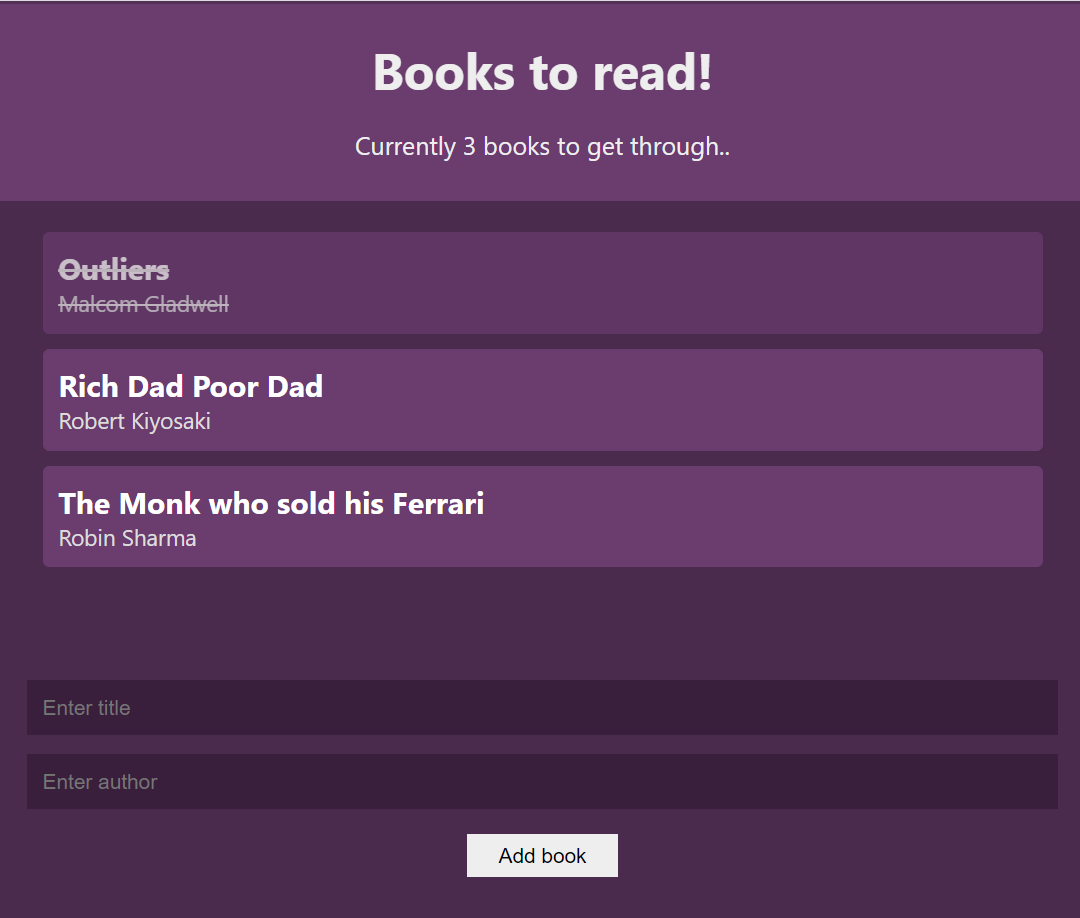 Books to read!
Currently 3 books to get through..
Outliers
Malcom Gladwell
Rich Dad Poor Dad
Robert Kiyosaki
The Monk who sold his Ferrari
Robin Sharma
Enter title
Enter author
Add book